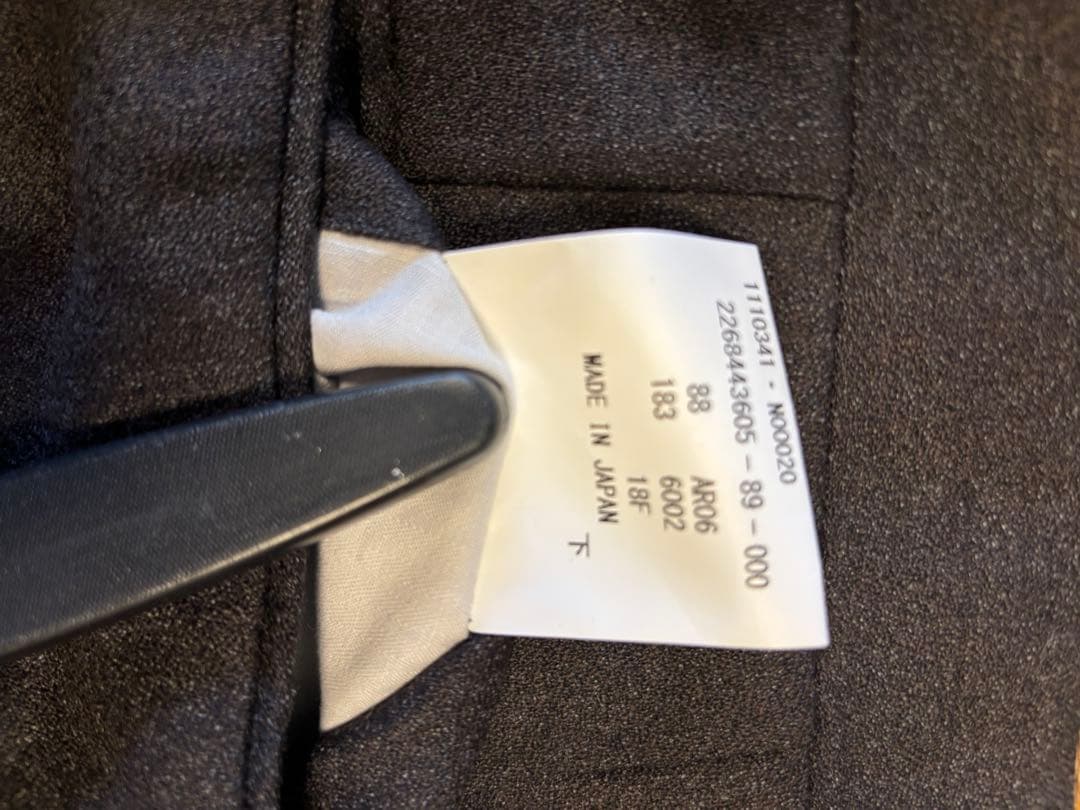 1110341 - N00020
2268443605 - 89 - 000
88 AR06
183 6002
18F
MADE IN JAPAN
下